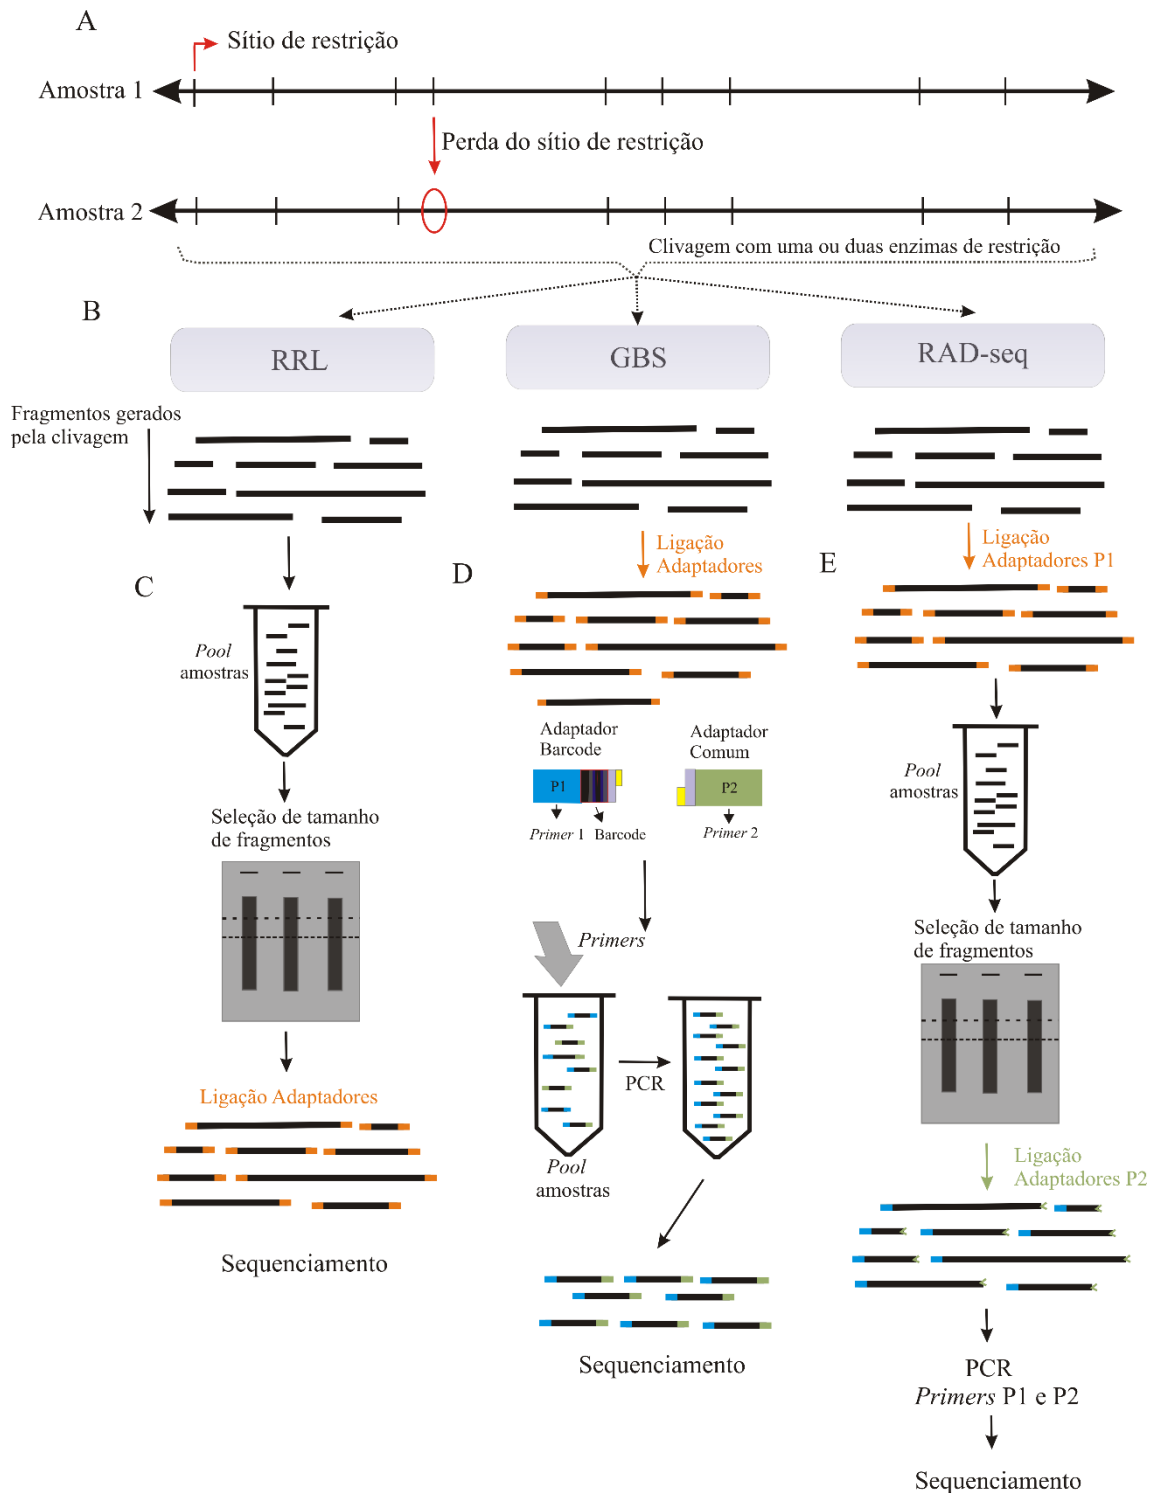 A
Sítio de restrição
Amostra 1
Perda do sítio de restrição
Amostra 2
Clivagem com uma ou duas enzimas de restrição
B
RRL
GBS
RAD-seq
Fragmentos gerados
pela clivagem
C
Pool
amostras
Seleção de tamanho
de fragmentos
Ligação Adaptadores
Sequenciamento
D
Ligação
Adaptadores
Adaptador
Barcode
Adaptador
Comum
P1
P2
Primer 1
Barcode
Primer 2
Primers
PCR
Pool
amostras
Sequenciamento
E
Ligação
Adaptadores P1
Pool
amostras
Seleção de tamanho
de fragmentos
Ligação
Adaptadores P2
PCR
Primers P1 e P2
Sequenciamento